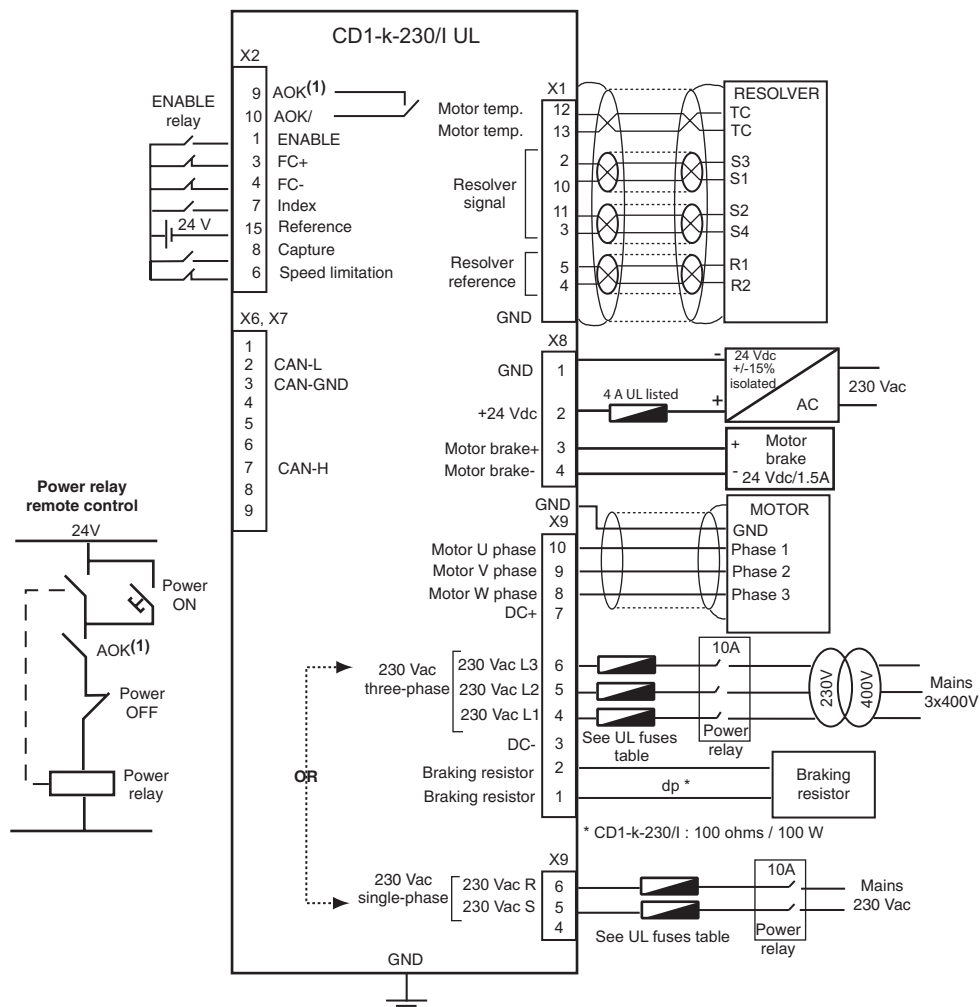 CD1-k-230/I UL
X2
9 AOK(1)
10 AOK/
1 ENABLE
3 FC+
4 FC-
7 Index
15 Reference
8 Capture
6 Speed limitation
ENABLE
relay
24 V
X6, X7
1
2 CAN-L
3 CAN-GND
4
5
6
7 CAN-H
8
9
X1
Motor temp. 12
Motor temp. 13
2
10
Resolver
signal
11
3
Resolver
reference
5
4
GND
RESOLVER
TC
TC
S3
S1
S2
S4
R1
R2
X8
GND 1
+24 Vdc 2
Motor brake+ 3
Motor brake- 4
4 A UL listed
-
+
24 Vdc
+/-15%
isolated
AC
230 Vac
+ Motor
brake
- 24 Vdc/1.5A
GND
X9
Motor U phase 10
Motor V phase 9
Motor W phase 8
DC+ 7
MOTOR
GND
Phase 1
Phase 2
Phase 3
230 Vac
three-phase
230 Vac L3 6
230 Vac L2 5
230 Vac L1 4
DC- 3
Braking resistor 2
Braking resistor 1
See UL fuses
table
10A
Power
relay
230V
400V
Mains
3x400V
dp *
Braking
resistor
* CD1-k-230/I : 100 ohms / 100 W
OR
X9
230 Vac
single-phase
230 Vac R 6
230 Vac S 5
4
See UL fuses table
10A
Power
relay
Mains
230 Vac
GND
Power relay
remote control
24V
Power
ON
AOK(1)
Power
OFF
Power
relay